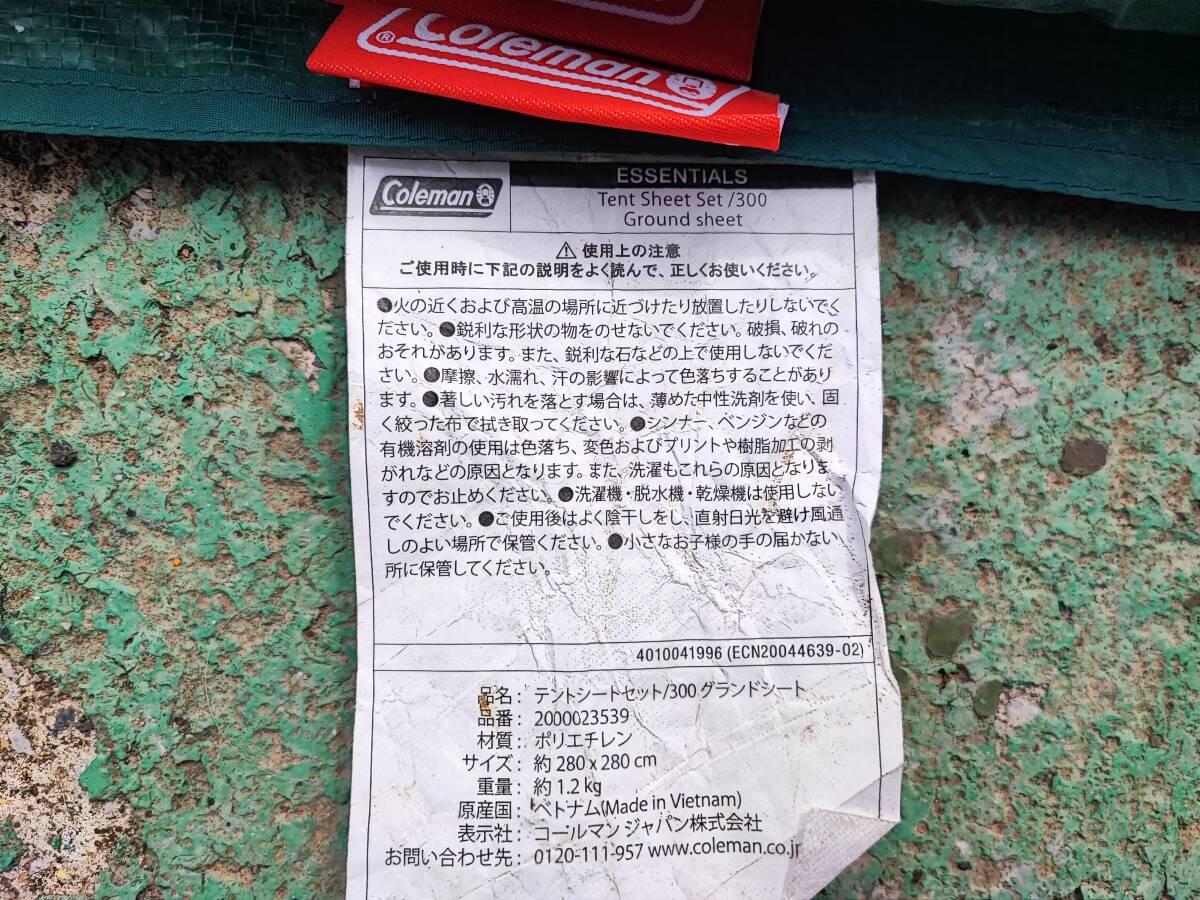 Coleman
Coleman
ESSENTIALS
Tent Sheet Set /300
Ground sheet
⚠ 使用上の注意
ご使用時に下記の説明をよく読んで、正しくお使いください。
●火の近くおよび高温の場所に近づけたり放置したりしないでく
ださい。●鋭利な形状の物をのせないでください。破損、破れの
おそれがあります。また、鋭利な石などの上で使用しないでくだ
さい。●摩擦、水濡れ、汗の影響によって色落ちすることがあり
ます。●著しい汚れを落とす場合は、薄めた中性洗剤を使い、固
く絞った布で拭き取ってください。●シンナー、ベンジンなどの
有機溶剤の使用は色落ち、変色およびプリントや樹脂加工の剥
がれなどの原因となります。また、洗濯もこれらの原因となりま
すのでお止めください。●洗濯機・脱水機・乾燥機は使用しない
でください。●ご使用後はよく陰干しをし、直射日光を避け風通
しのよい場所で保管ください。●小さなお子様の手の届かない
所に保管してください。
4010041996 (ECN20044639-02)
品名: テントシートセット/300 グランドシート
品番: 2000023539
材質: ポリエチレン
サイズ: 約 280 x 280 cm
重量: 約 1.2 kg
原産国: ベトナム(Made in Vietnam)
表示社: コールマン ジャパン株式会社
お問い合わせ先: 0120-111-957 www.coleman.co.jp